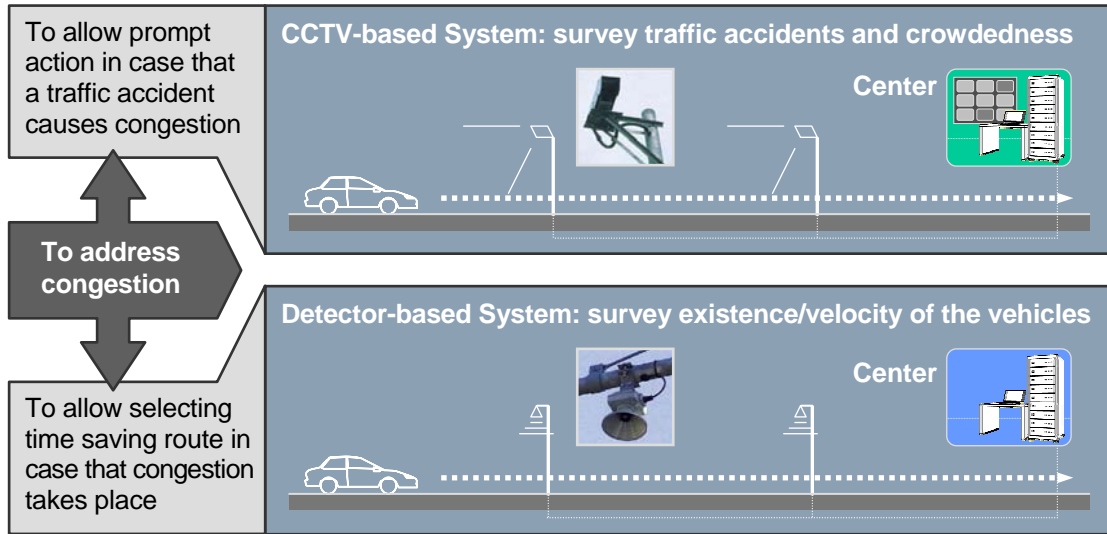 To allow prompt
action in case that
a traffic accident
causes congestion
CCTV-based System: survey traffic accidents and crowdedness
Center
To address
congestion
Detector-based System: survey existence/velocity of the vehicles
Center
To allow selecting
time saving route in
case that congestion
takes place